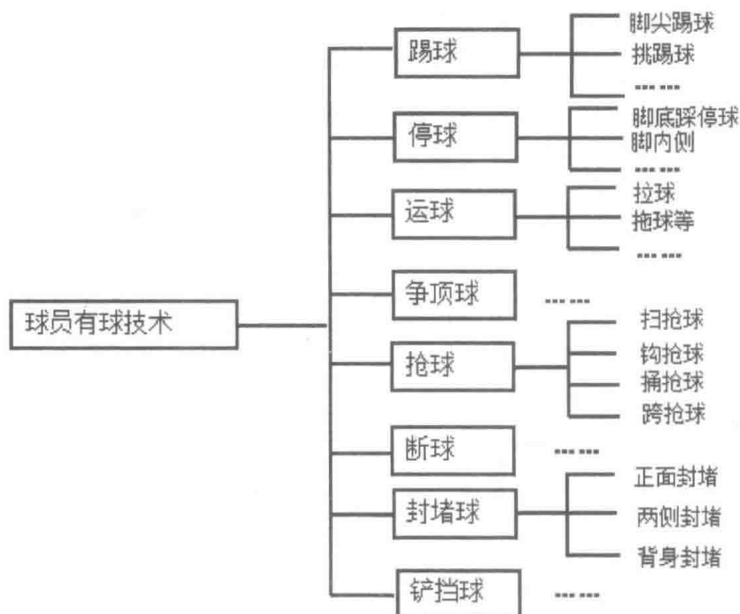 球员有球技术
踢球
脚尖踢球
挑踢球
……
停球
脚底踩停球
脚内侧
……
运球
拉球
拖球等
……
争顶球
……
抢球
扫抢球
钩抢球
捅抢球
跨抢球
断球
……
封堵球
正面封堵
两侧封堵
背身封堵
铲挡球
……